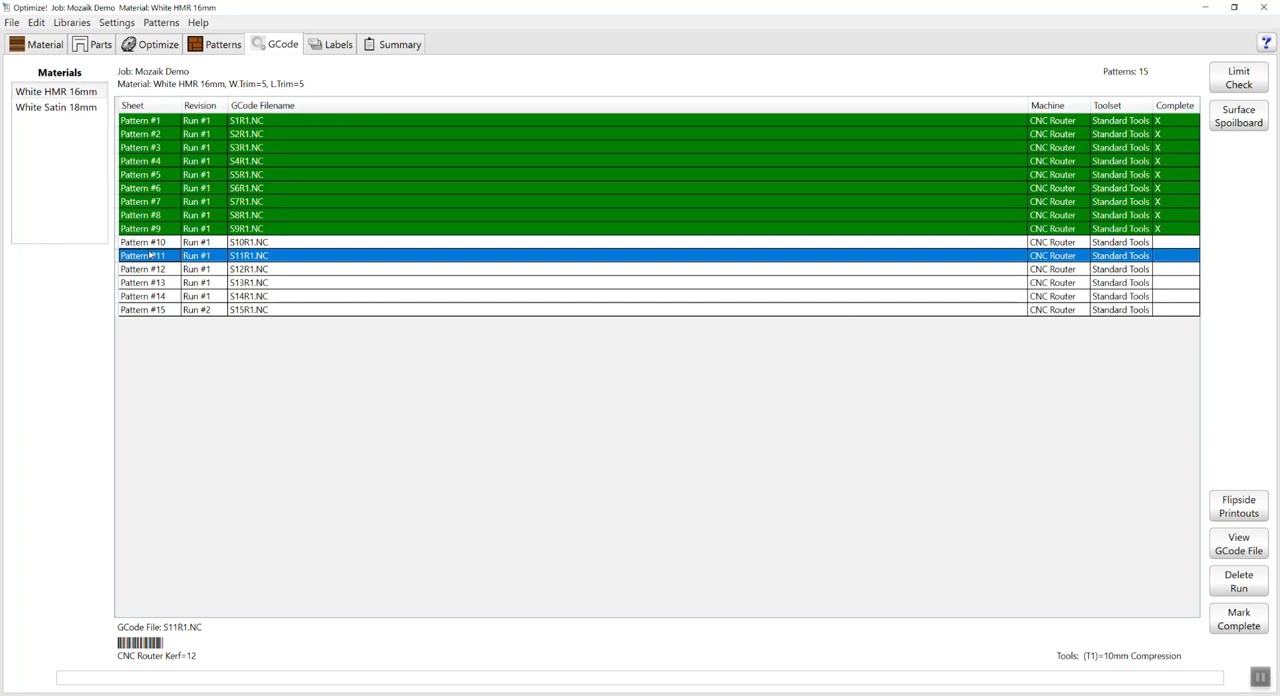 Optimize! Job: Mozaik Demo Material: White HMR 16mm
File Edit Libraries Settings Patterns Help
Material Parts Optimize Patterns GCode Labels Summary ?
Materials
White HMR 16mm
White Satin 18mm
Job: Mozaik Demo
Material: White HMR 16mm, W.Trim=5, L.Trim=5
Patterns: 15
Sheet Revision GCode Filename Machine Toolset Complete
Pattern #1 Run #1 S1R1.NC CNC Router Standard Tools X
Pattern #2 Run #1 S2R1.NC CNC Router Standard Tools X
Pattern #3 Run #1 S3R1.NC CNC Router Standard Tools X
Pattern #4 Run #1 S4R1.NC CNC Router Standard Tools X
Pattern #5 Run #1 S5R1.NC CNC Router Standard Tools X
Pattern #6 Run #1 S6R1.NC CNC Router Standard Tools X
Pattern #7 Run #1 S7R1.NC CNC Router Standard Tools X
Pattern #8 Run #1 S8R1.NC CNC Router Standard Tools X
Pattern #9 Run #1 S9R1.NC CNC Router Standard Tools X
Pattern #10 Run #1 S10R1.NC CNC Router Standard Tools
Pattern #11 Run #1 S11R1.NC CNC Router Standard Tools
Pattern #12 Run #1 S12R1.NC CNC Router Standard Tools
Pattern #13 Run #1 S13R1.NC CNC Router Standard Tools
Pattern #14 Run #1 S14R1.NC CNC Router Standard Tools
Pattern #15 Run #2 S15R1.NC CNC Router Standard Tools
Limit
Check
Surface
Spoilboard
Flipside
Printouts
View
GCode File
Delete
Run
Mark
Complete
GCode File: S11R1.NC
CNC Router Kerf=12
Tools: (T1)=10mm Compression